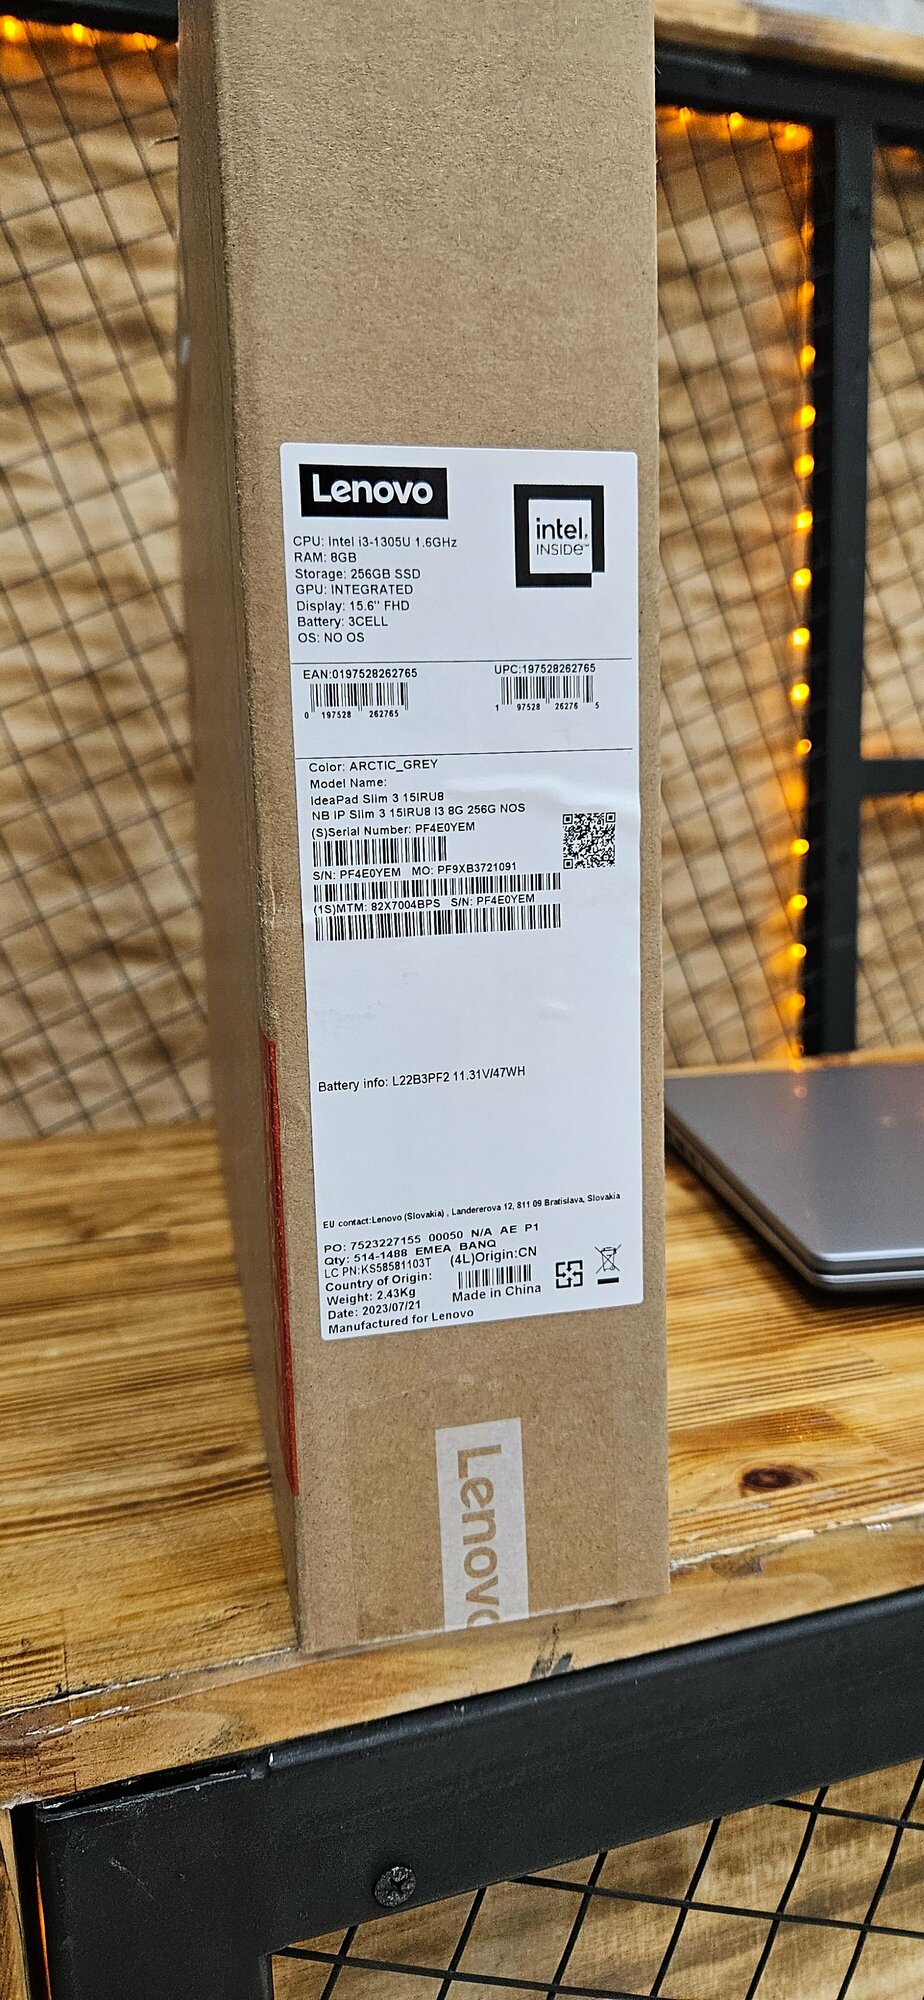 Lenovo
intel.
INSIDE™
CPU: Intel i3-1305U 1.6GHz
RAM: 8GB
Storage: 256GB SSD
GPU: INTEGRATED
Display: 15.6" FHD
Battery: 3CELL
OS: NO OS
EAN:0197528262765
0 197528 262765
UPC:197528262765
1 97528 26276 5
Color: ARCTIC_GREY
Model Name:
IdeaPad Slim 3 15IRU8
NB IP Slim 3 15IRU8 I3 8G 256G NOS
(S)Serial Number: PF4E0YEM
S/N: PF4E0YEM MO: PF9XB3721091
(1S)MTM: 82X7004BPS S/N: PF4E0YEM
Battery info: L22B3PF2 11.31V/47WH
EU contact:Lenovo (Slovakia) , Landererova 12, 811 09 Bratislava, Slovakia
PO: 7523227155 00050 N/A AE P1
Qty: 514-1488 EMEA BANQ
LC PN:KS58581103T (4L)Origin:CN
Country of Origin:
Weight: 2.43Kg Made in China
Date: 2023/07/21
Manufactured for Lenovo
Lenovo